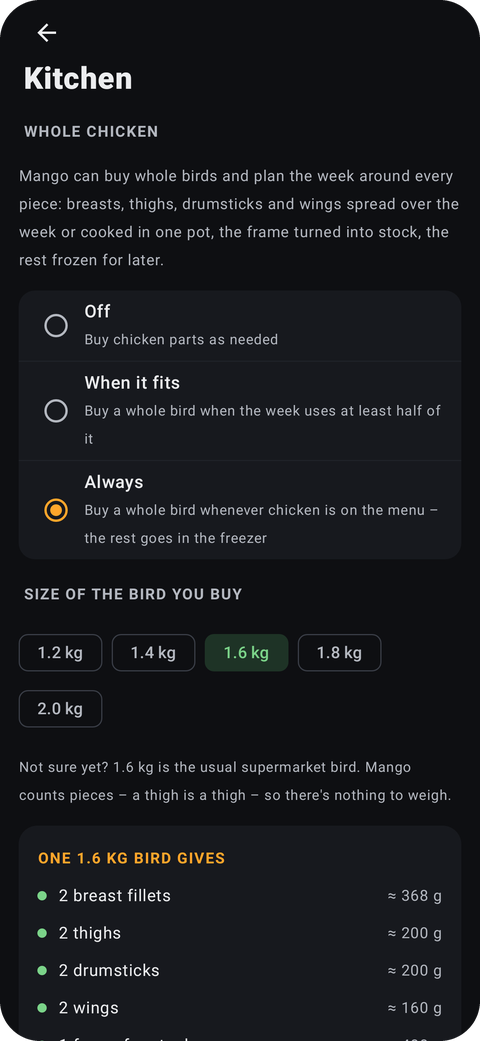 Kitchen
WHOLE CHICKEN
Mango can buy whole birds and plan the week around every
piece: breasts, thighs, drumsticks and wings spread over the
week or cooked in one pot, the frame turned into stock, the
rest frozen for later.
Off
Buy chicken parts as needed
When it fits
Buy a whole bird when the week uses at least half of
it
Always
Buy a whole bird whenever chicken is on the menu –
the rest goes in the freezer
SIZE OF THE BIRD YOU BUY
1.2 kg 1.4 kg 1.6 kg 1.8 kg
2.0 kg
Not sure yet? 1.6 kg is the usual supermarket bird. Mango
counts pieces – a thigh is a thigh – so there's nothing to weigh.
ONE 1.6 KG BIRD GIVES
2 breast fillets ≈ 368 g
2 thighs ≈ 200 g
2 drumsticks ≈ 200 g
2 wings ≈ 160 g